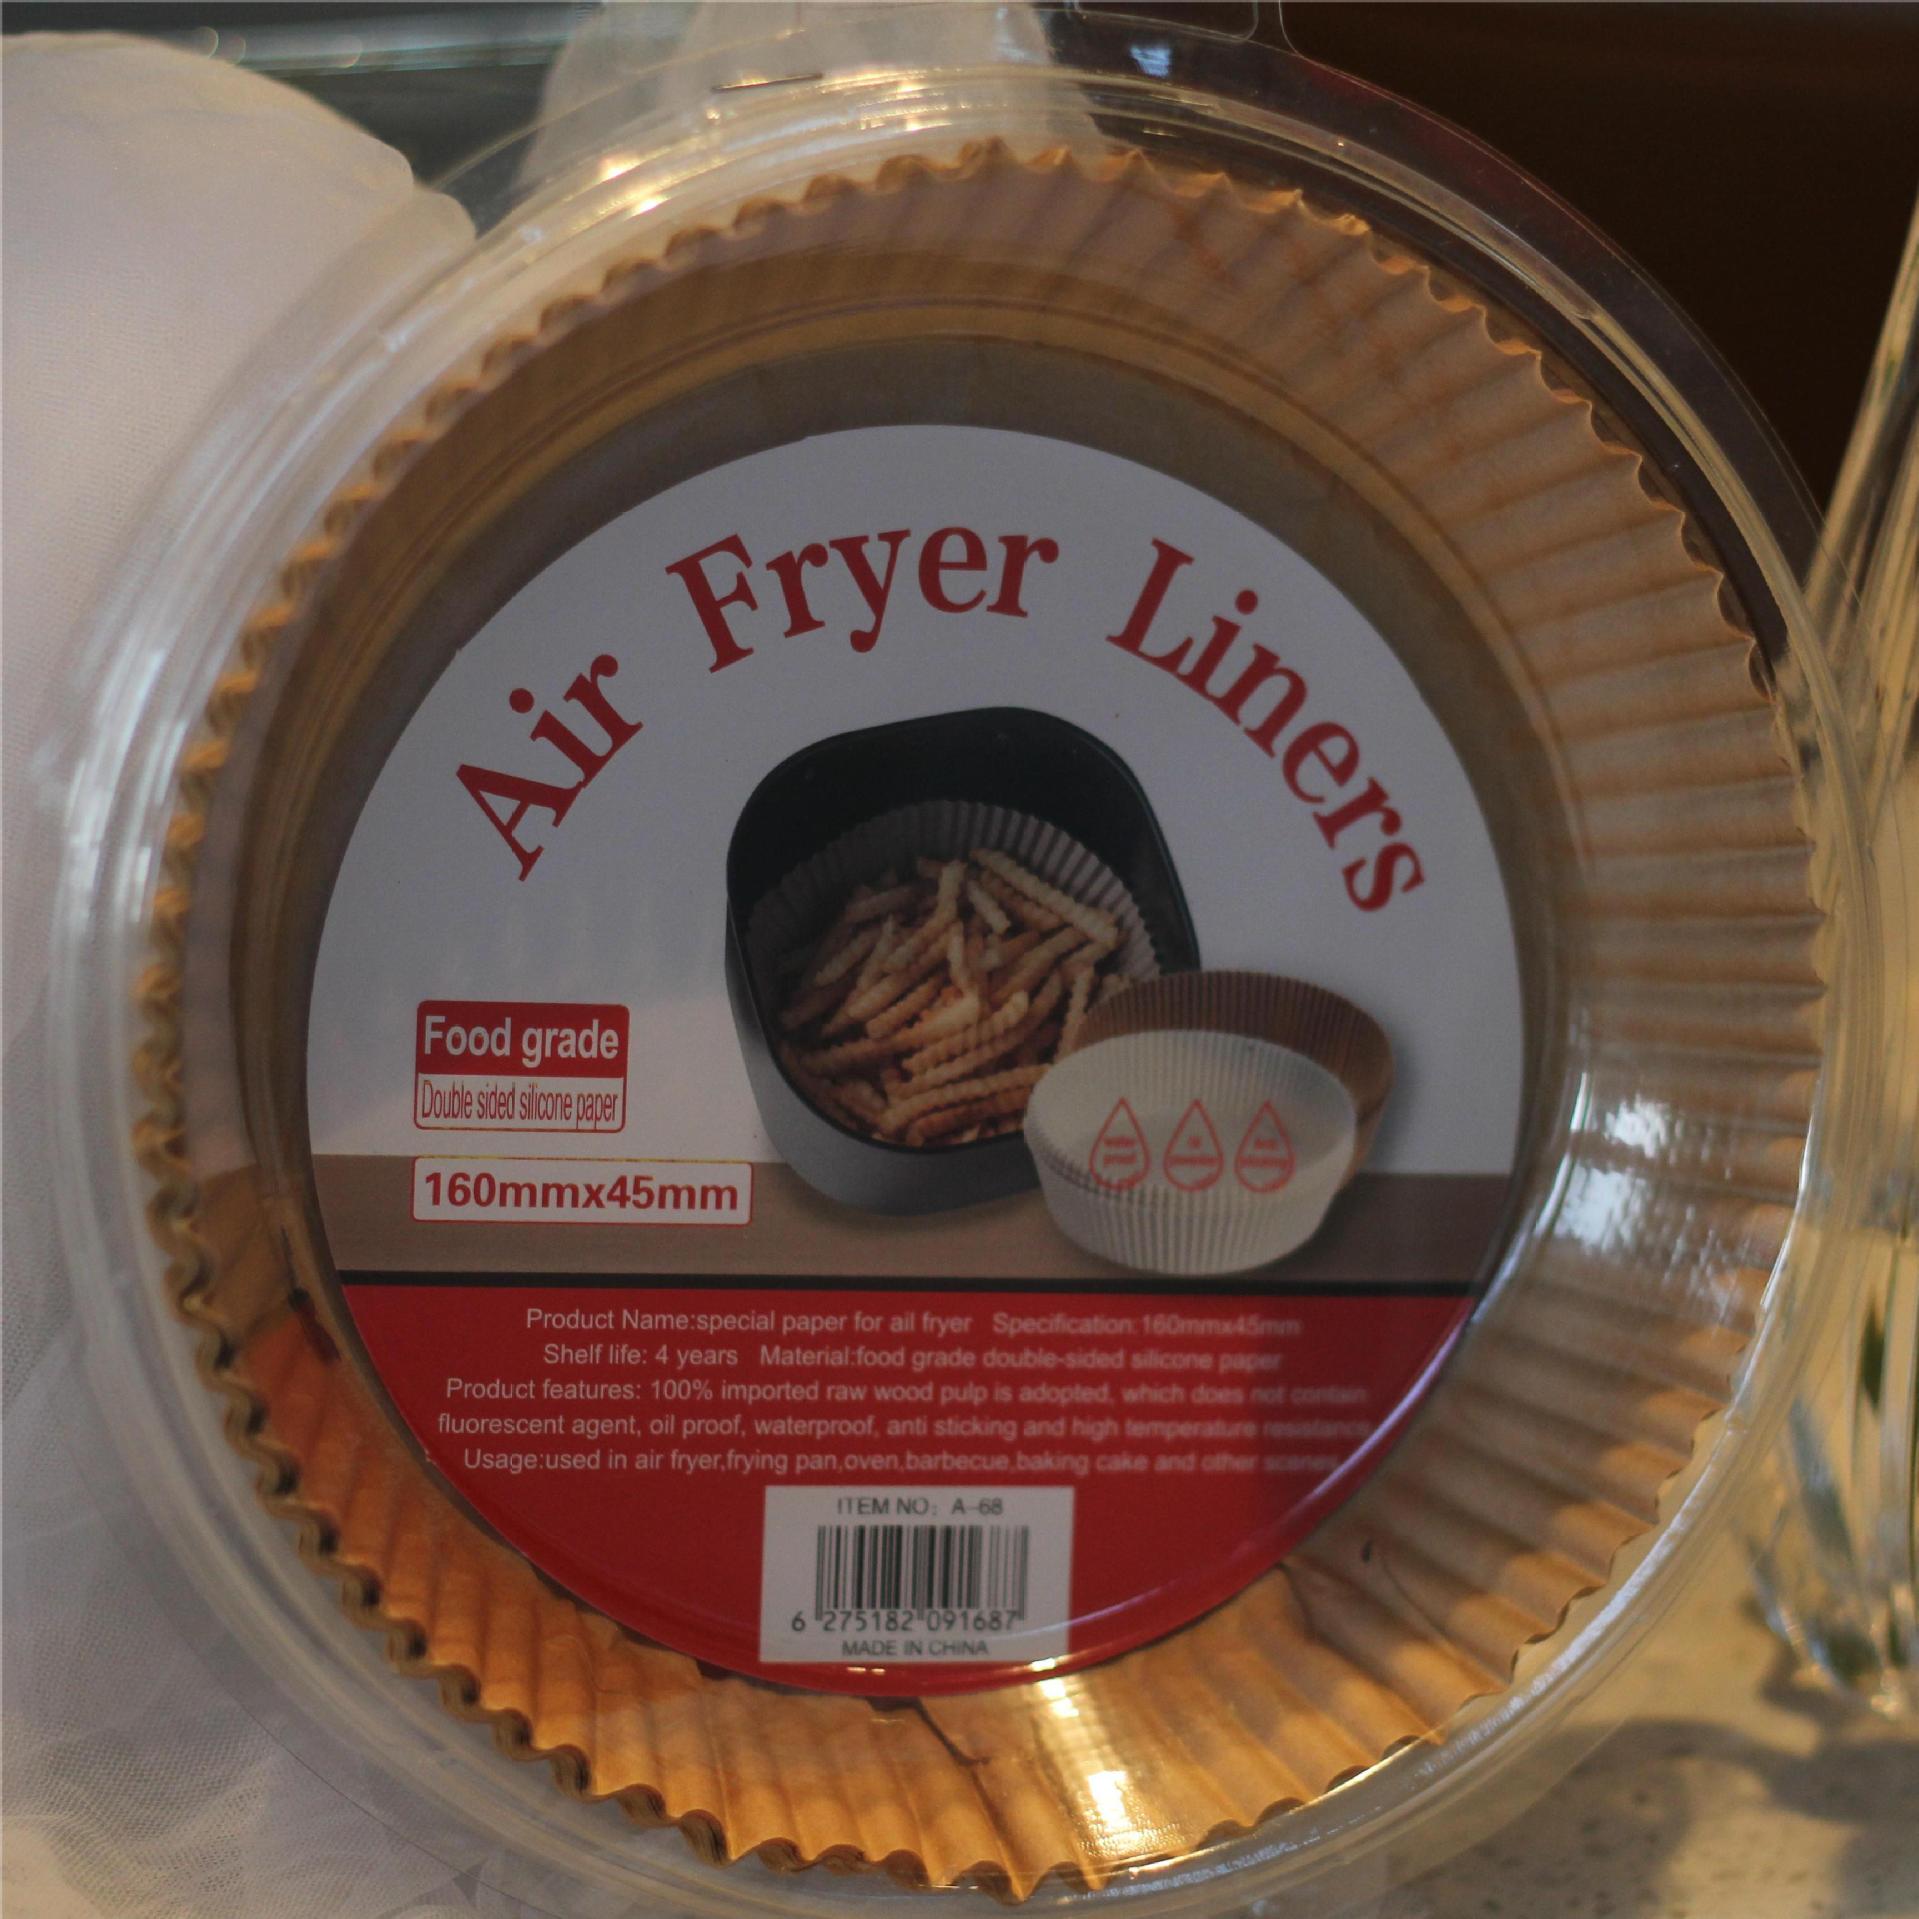 Air Fryer Liners
Food grade
Double sided silicone paper
160mmx45mm
Product Name:special paper for ail fryer Specification:160mmx45mm
Shelf life: 4 years Material:food grade double-sided silicone paper
Product features: 100% imported raw wood pulp is adopted, which does not contain
fluorescent agent, oil proof, waterproof, anti sticking and high temperature resistance
Usage:used in air fryer,frying pan,oven,barbecue,baking cake and other scenes
ITEM NO: A-68
6 275182 091687
MADE IN CHINA